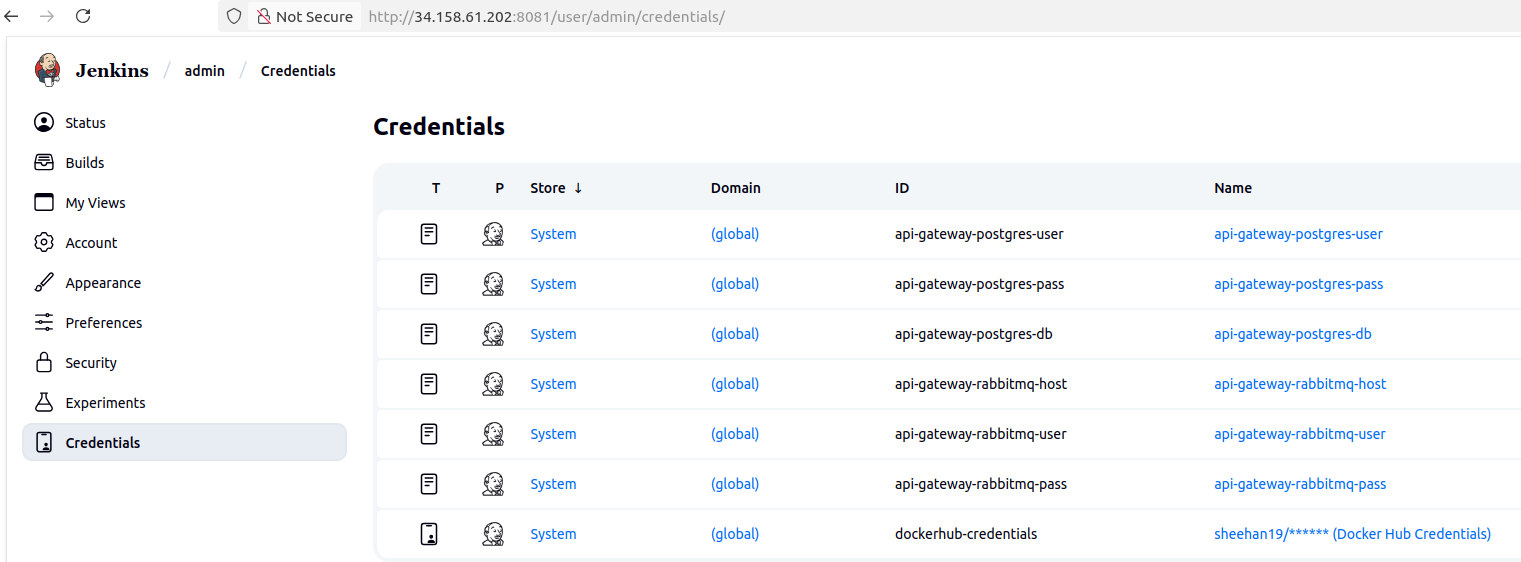 Not Secure http://34.158.61.202:8081/user/admin/credentials/
Jenkins / admin / Credentials
Status
Builds
My Views
Account
Appearance
Preferences
Security
Experiments
Credentials
Credentials
T P Store ↓ Domain ID Name
System (global) api-gateway-postgres-user api-gateway-postgres-user
System (global) api-gateway-postgres-pass api-gateway-postgres-pass
System (global) api-gateway-postgres-db api-gateway-postgres-db
System (global) api-gateway-rabbitmq-host api-gateway-rabbitmq-host
System (global) api-gateway-rabbitmq-user api-gateway-rabbitmq-user
System (global) api-gateway-rabbitmq-pass api-gateway-rabbitmq-pass
System (global) dockerhub-credentials sheehan19/****** (Docker Hub Credentials)